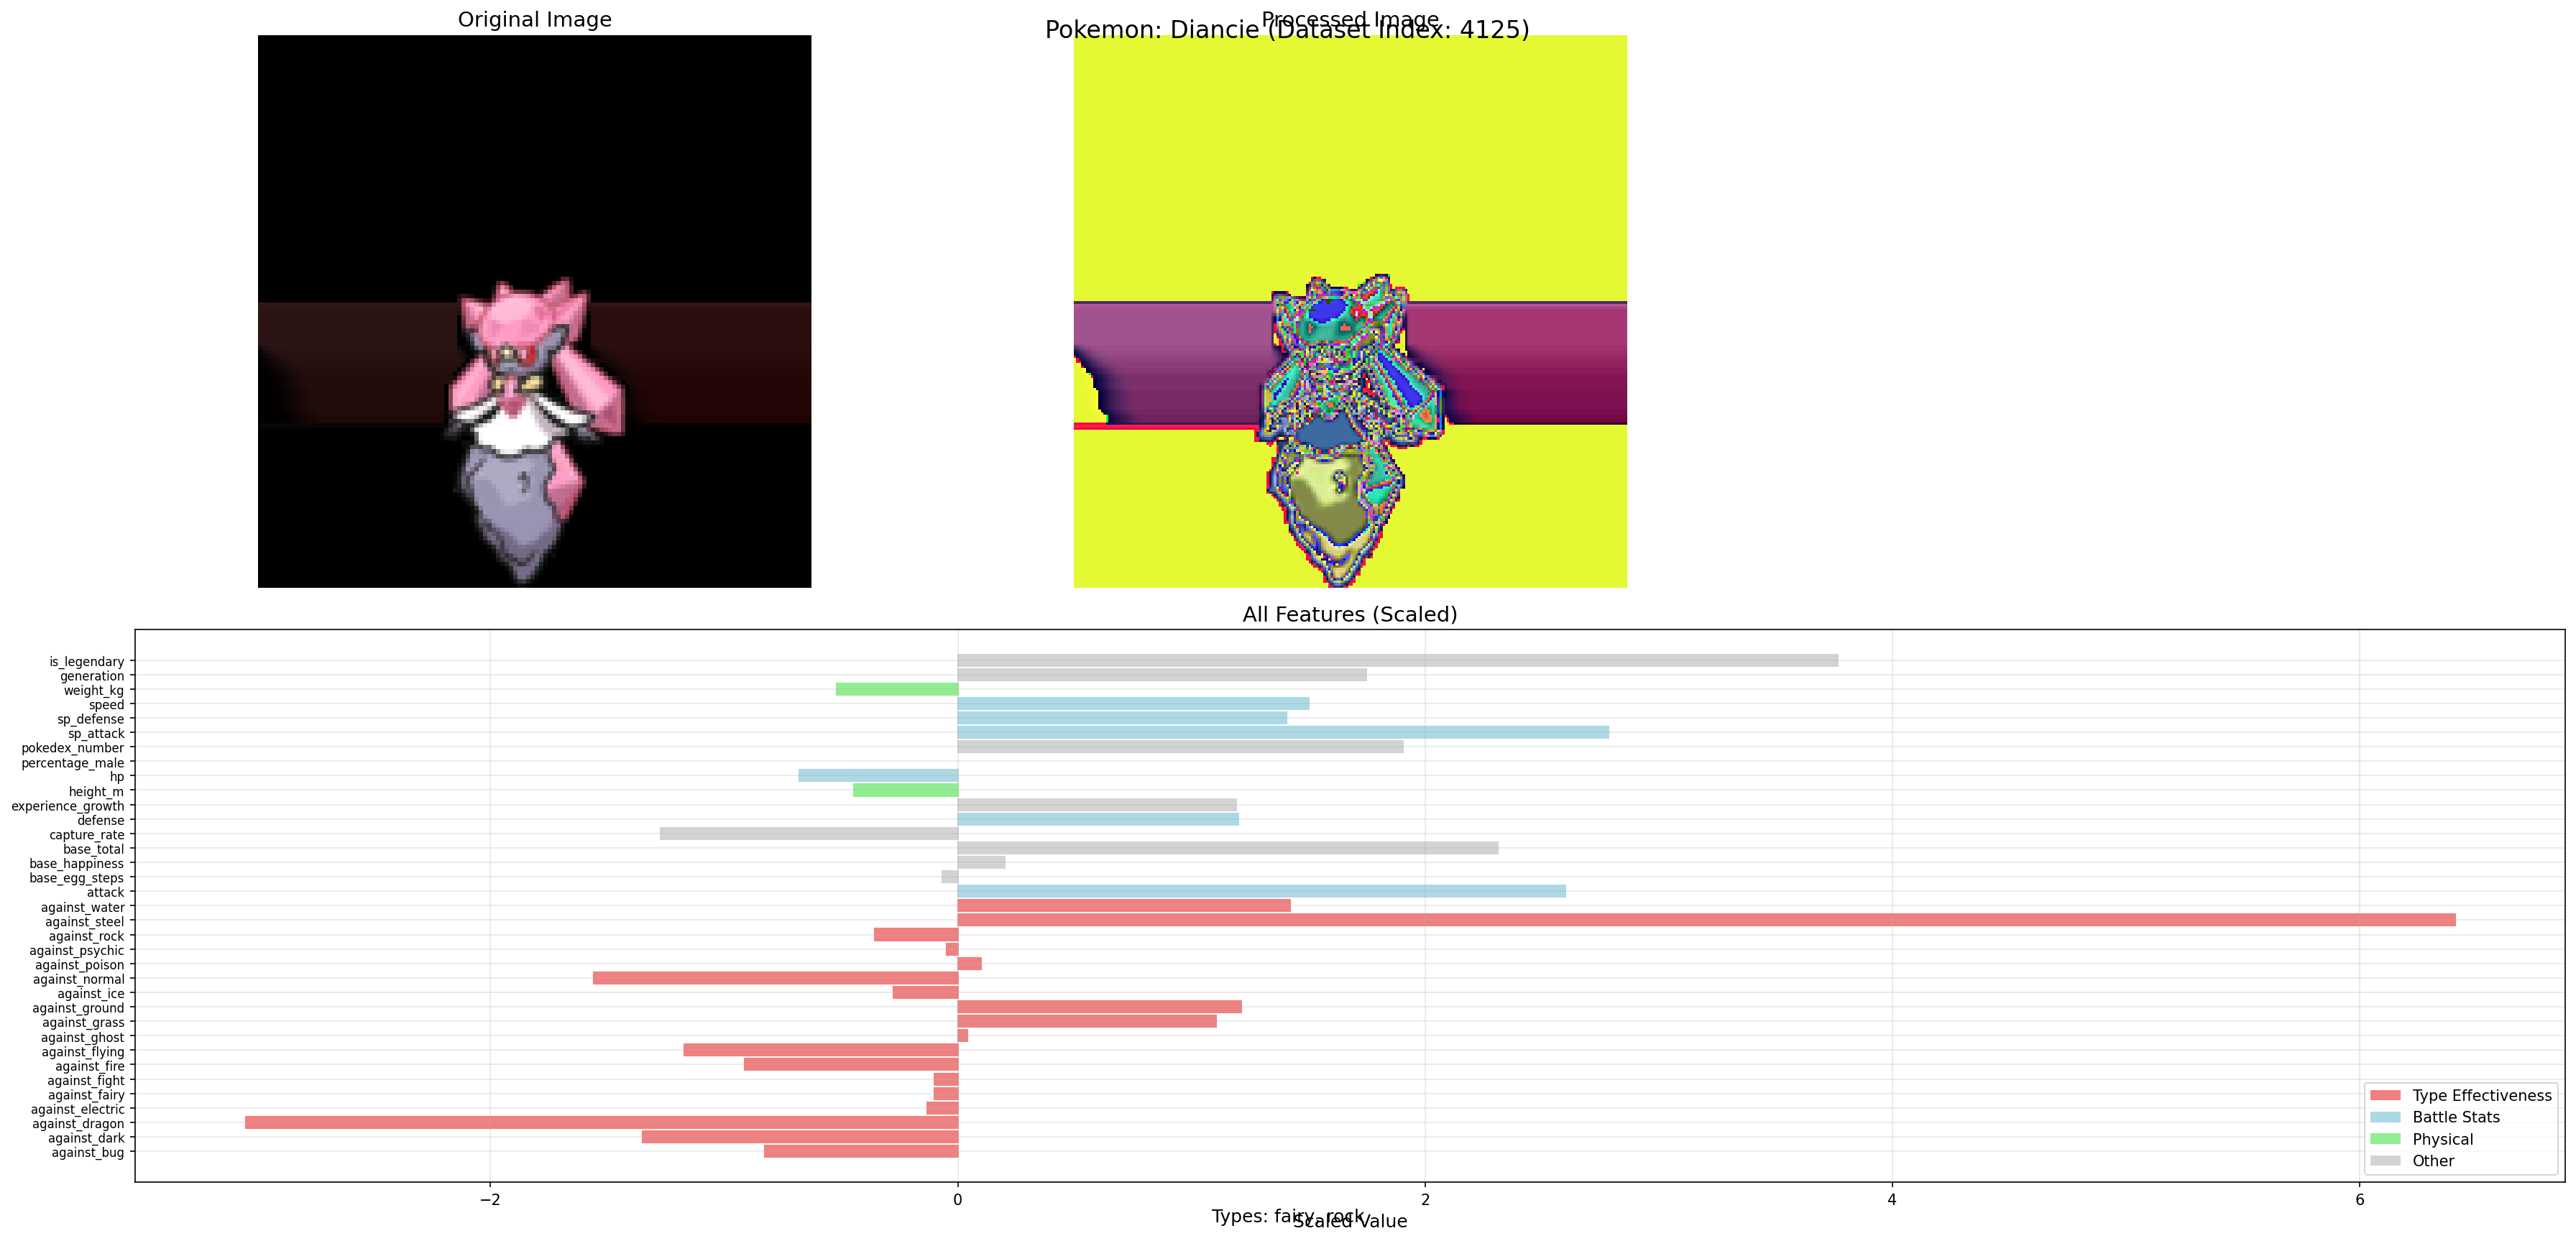 Original Image
Processed Image
Pokemon: Diancie (Dataset Index: 4125)
All Features (Scaled)
is_legendary
generation
weight_kg
speed
sp_defense
sp_attack
pokedex_number
percentage_male
hp
height_m
experience_growth
defense
capture_rate
base_total
base_happiness
base_egg_steps
attack
against_water
against_steel
against_rock
against_psychic
against_poison
against_normal
against_ice
against_ground
against_grass
against_ghost
against_flying
against_fire
against_fight
against_fairy
against_electric
against_dragon
against_dark
against_bug
Type Effectiveness
Battle Stats
Physical
Other
−2 0 2 4 6
Types: fairy, rock
Scaled Value